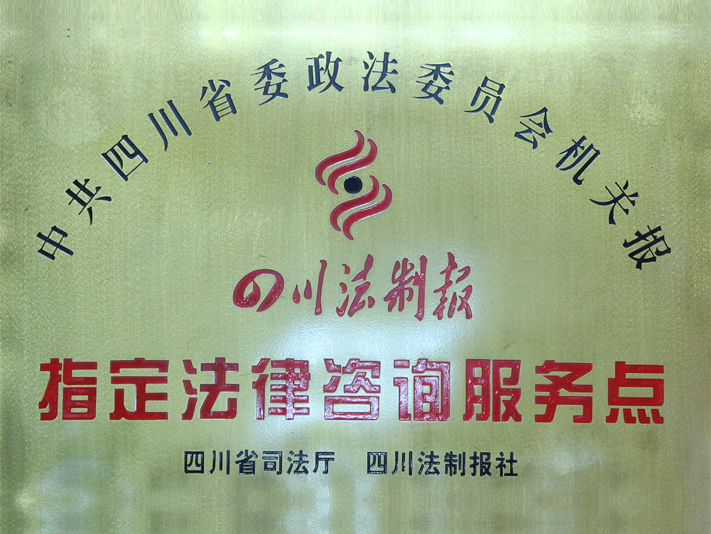 中共四川省委政法委员会机关报
四川法制报
指定法律咨询服务点
四川省司法厅 四川法制报社